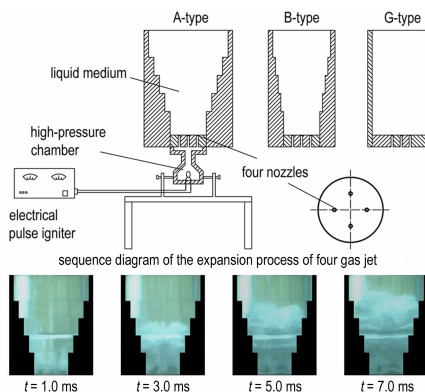 A-type
B-type
G-type
liquid medium
high-pressure
chamber
four nozzles
electrical
pulse igniter
sequence diagram of the expansion process of four gas jet
t = 1.0 ms
t = 3.0 ms
t = 5.0 ms
t = 7.0 ms